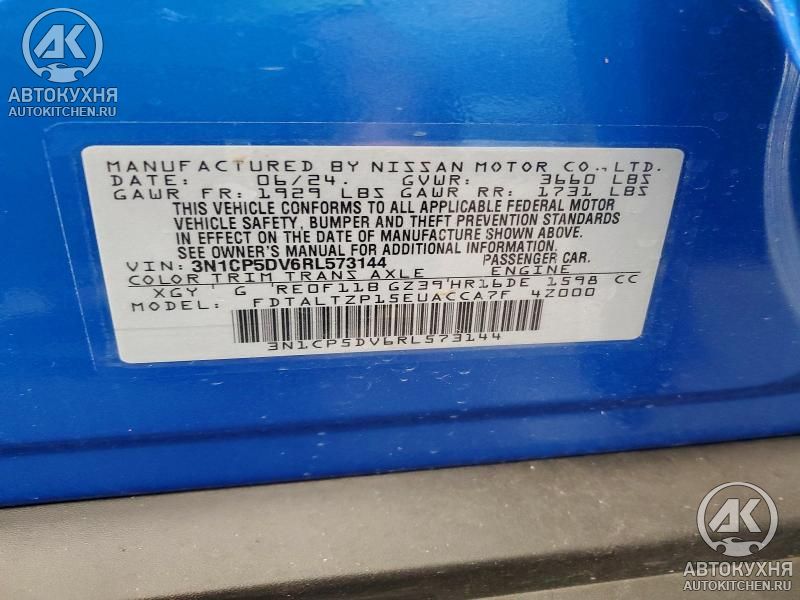 AK
АВТОКУХНЯ
AUTOKITCHEN.RU
MANUFACTURED BY NISSAN MOTOR CO., LTD.
DATE: 06/24. GVWR: 3660 LBS
GAWR FR: 1929 LBS GAWR RR: 1731 LBS
THIS VEHICLE CONFORMS TO ALL APPLICABLE FEDERAL MOTOR
VEHICLE SAFETY, BUMPER AND THEFT PREVENTION STANDARDS
IN EFFECT ON THE DATE OF MANUFACTURE SHOWN ABOVE.
SEE OWNER'S MANUAL FOR ADDITIONAL INFORMATION.
VIN: 3N1CP5DV6RL573144 PASSENGER CAR.
COLOR TRIM TRANS AXLE ENGINE
XGY G REOF11B GZ39 HR16DE 1598 CC
MODEL: FDTALTZP15EUACCA7F 4Z000
3N1CP5DV6RL573144
AK
АВТОКУХНЯ
AUTOKITCHEN.RU